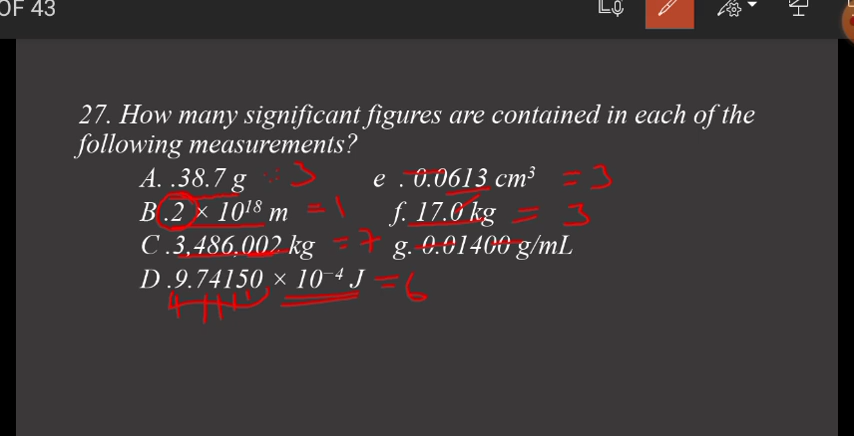 OF 43
27. How many significant figures are contained in each of the
following measurements?
A. .38.7 g = 3 e . 0.0613 cm³ = 3
B .2 × 10¹⁸ m = 1 f. 17.0 kg = 3
C .3,486,002 kg = 7 g. 0.01400 g/mL
D .9.74150 × 10⁻⁴ J = 6